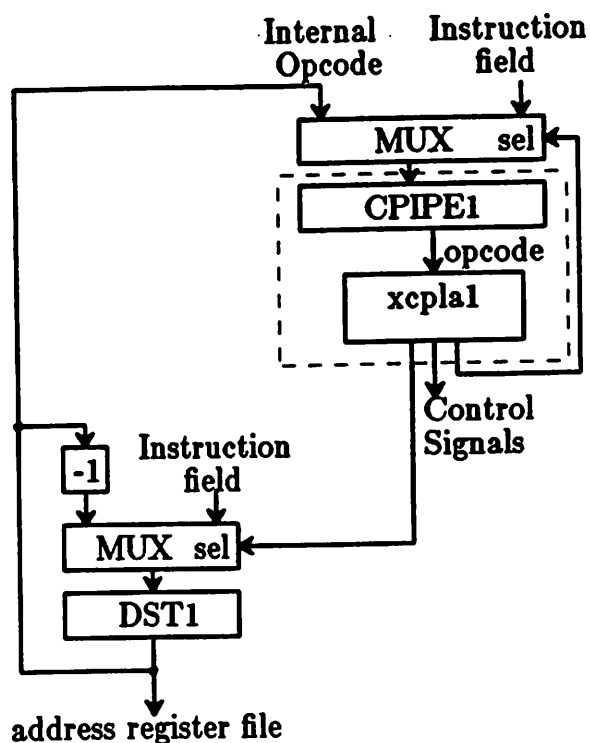 Internal
Opcode
Instruction
field
MUX sel
CPIPE1
opcode
xcpla1
Control
Signals
-1
Instruction
field
MUX sel
DST1
address register file